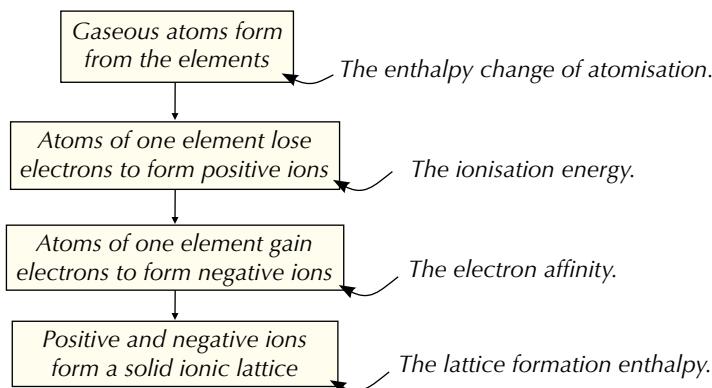 Gaseous atoms form
from the elements
The enthalpy change of atomisation.
Atoms of one element lose
electrons to form positive ions
The ionisation energy.
Atoms of one element gain
electrons to form negative ions
The electron affinity.
Positive and negative ions
form a solid ionic lattice
The lattice formation enthalpy.